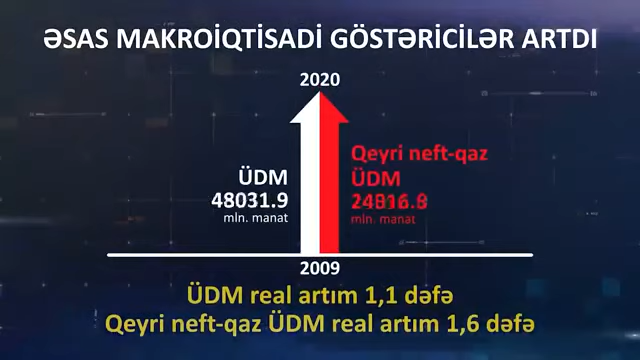 ƏSAS MAKROİQTİSADİ GÖSTƏRİCİLƏR ARTDI
2020
Qeyri neft-qaz
ÜDM
ÜDM
48031.9
mln. manat
mln. manat
2009
ÜDM real artım 1,1 dəfə
Qeyri neft-qaz ÜDM real artım 1,6 dəfə